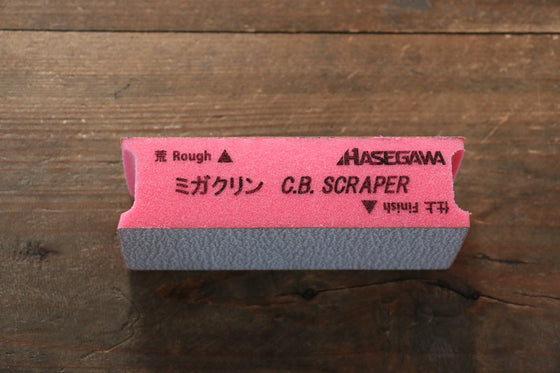 荒 Rough ▲
HASEGAWA
ミガクリン C.B. SCRAPER
仕上 Finish ▲